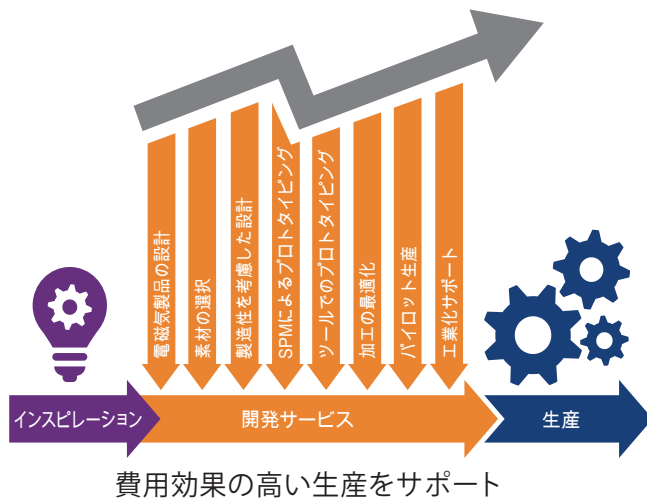 電磁気製品の設計
素材の選択
製造性を考慮した設計
SPMによるプロトタイピング
ツールでのプロトタイピング
加工の最適化
パイロット生産
工業化サポート
インスピレーション
開発サービス
生産
費用効果の高い生産をサポート